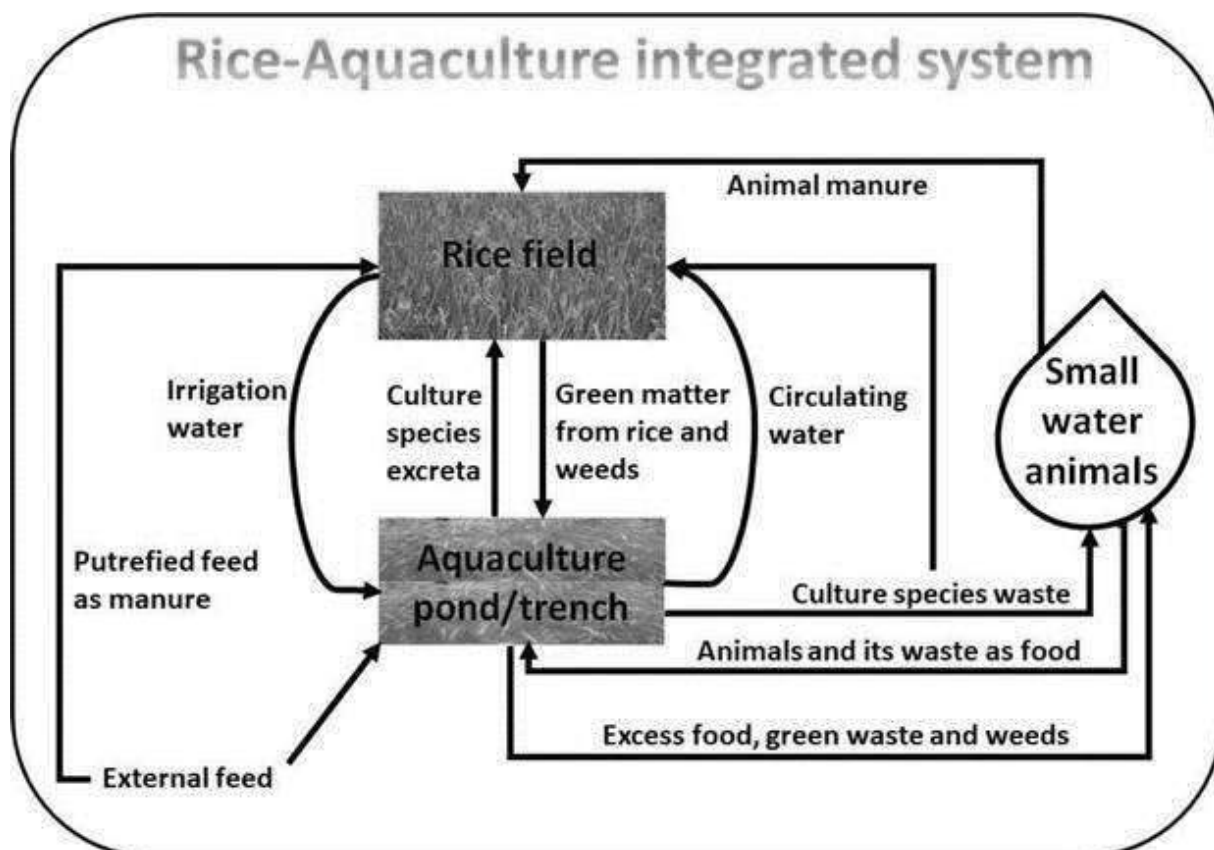 Rice-Aquaculture integrated system
Animal manure
Rice field
Irrigation
water
Culture
species
excreta
Green matter
from rice and
weeds
Circulating
water
Small
water
animals
Putrefied feed
as manure
Aquaculture
pond/trench
Culture species waste
Animals and its waste as food
Excess food, green waste and weeds
External feed